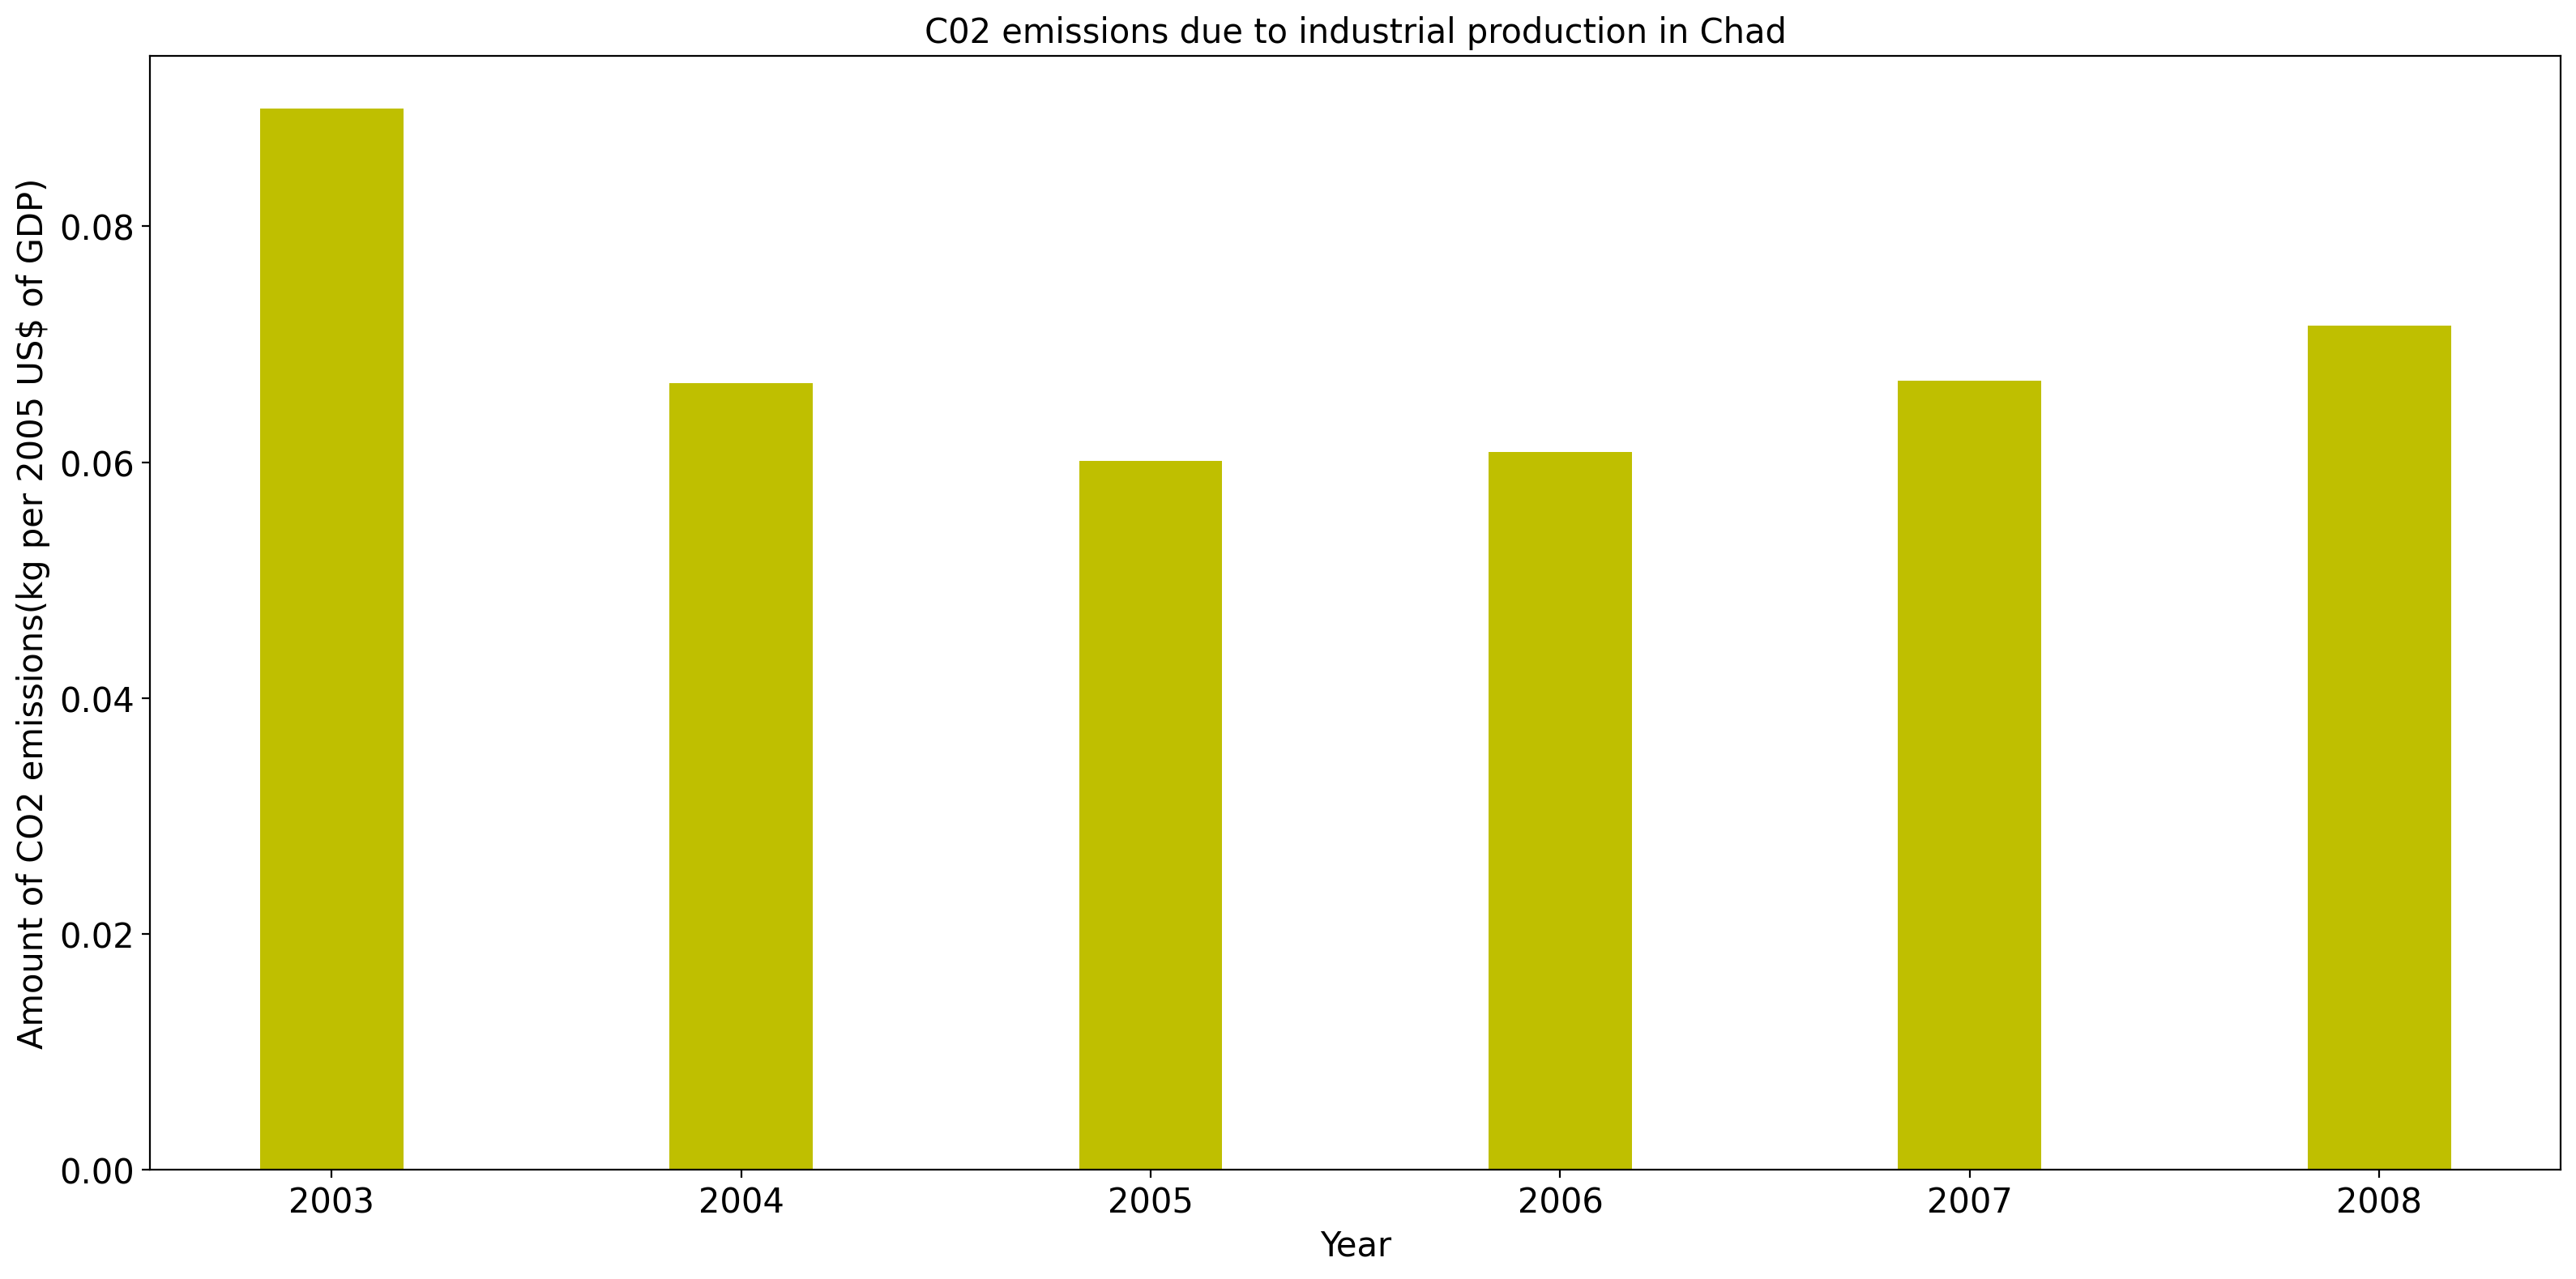 C02 emissions due to industrial production in Chad
Amount of CO2 emissions(kg per 2005 US$ of GDP)
0.08
0.06
0.04
0.02
0.00
2003 2004 2005 2006 2007 2008
Year